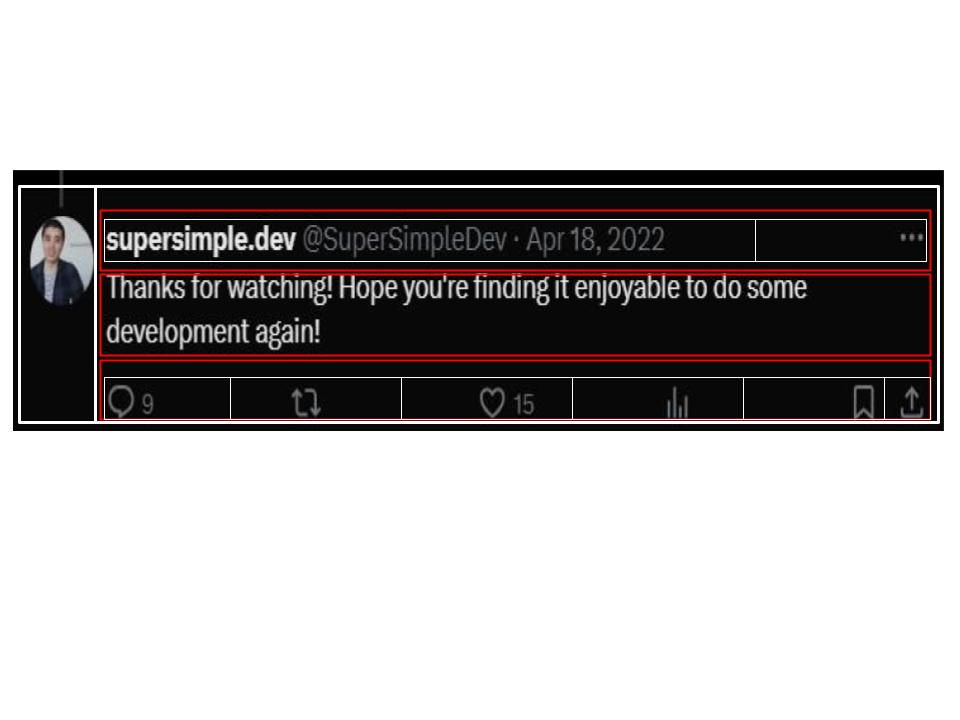 supersimple.dev @SuperSimpleDev · Apr 18, 2022
Thanks for watching! Hope you're finding it enjoyable to do some
development again!
9 15